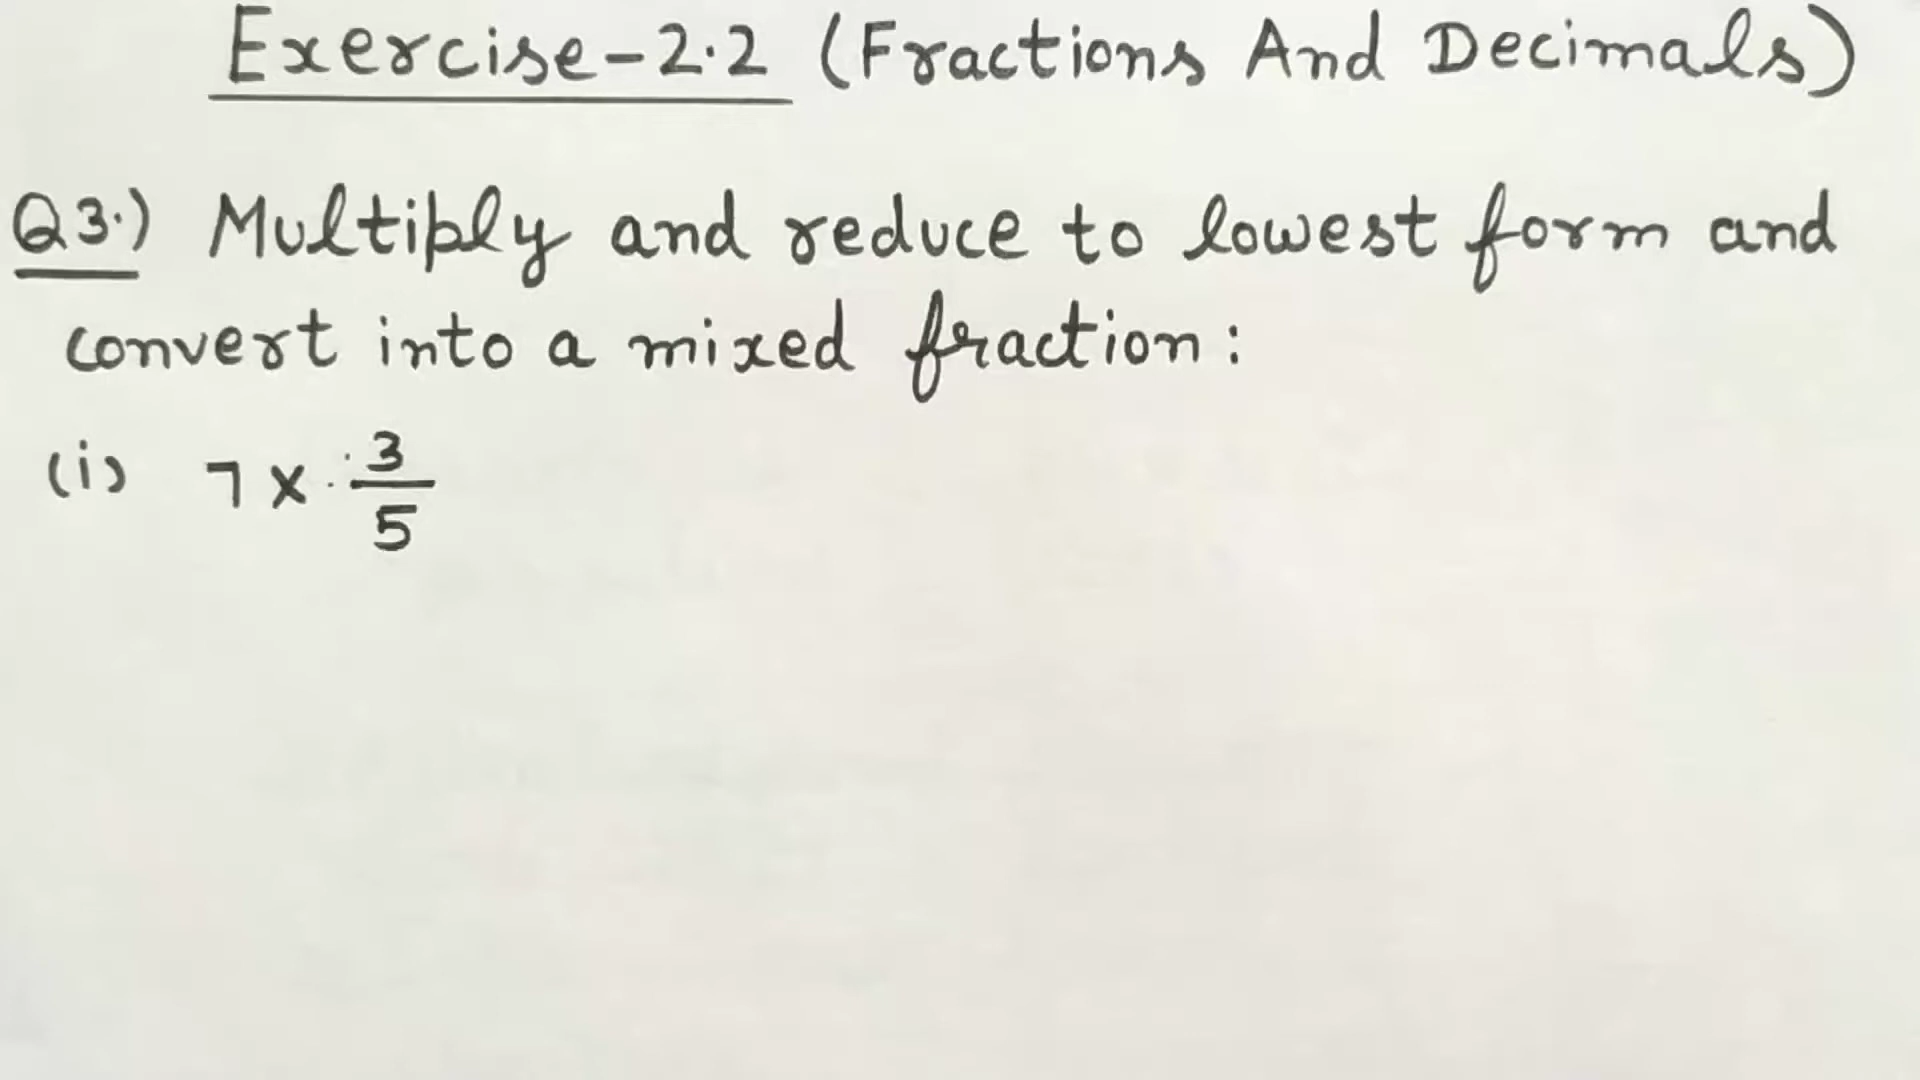 Exercise-2.2 (Fractions And Decimals)
Q3.) Multiply and reduce to lowest form and
convert into a mixed fraction:
(i) 7 x 3/5